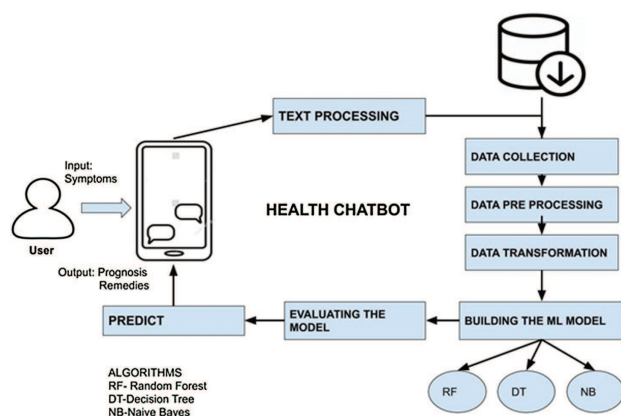 TEXT PROCESSING
DATA COLLECTION
Input:
Symptoms
DATA PRE PROCESSING
HEALTH CHATBOT
User
DATA TRANSFORMATION
Output: Prognosis
Remedies
PREDICT
EVALUATING THE
MODEL
BUILDING THE ML MODEL
ALGORITHMS
RF- Random Forest
DT-Decision Tree
NB-Naive Bayes
RF
DT
NB